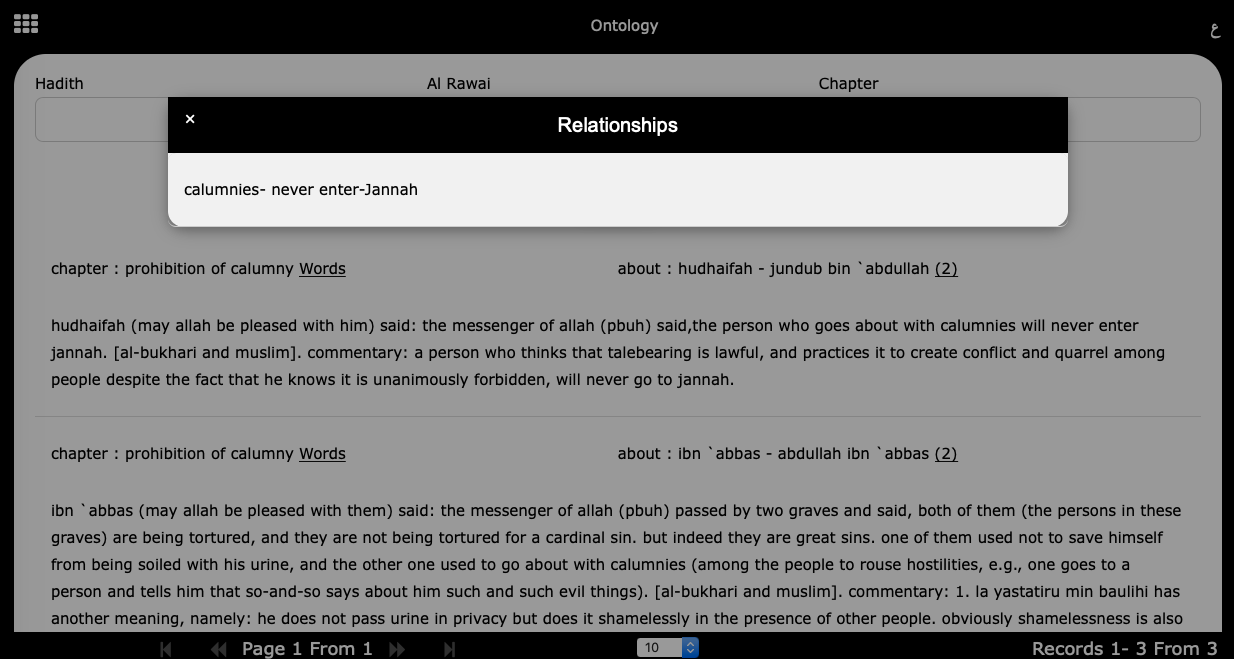 Ontology
ع
Hadith Al Rawai Chapter
×
Relationships
calumnies- never enter-Jannah
chapter : prohibition of calumny Words about : hudhaifah - jundub bin `abdullah (2)
hudhaifah (may allah be pleased with him) said: the messenger of allah (pbuh) said,the person who goes about with calumnies will never enter
jannah. [al-bukhari and muslim]. commentary: a person who thinks that talebearing is lawful, and practices it to create conflict and quarrel among
people despite the fact that he knows it is unanimously forbidden, will never go to jannah.
chapter : prohibition of calumny Words about : ibn `abbas - abdullah ibn `abbas (2)
ibn `abbas (may allah be pleased with them) said: the messenger of allah (pbuh) passed by two graves and said, both of them (the persons in these
graves) are being tortured, and they are not being tortured for a cardinal sin. but indeed they are great sins. one of them used not to save himself
from being soiled with his urine, and the other one used to go about with calumnies (among the people to rouse hostilities, e.g., one goes to a
person and tells him that so-and-so says about him such and such evil things). [al-bukhari and muslim]. commentary: 1. la yastatiru min baulihi has
another meaning, namely: he does not pass urine in privacy but does it shamelessly in the presence of other people. obviously shamelessness is also
Page 1 From 1 10 Records 1- 3 From 3